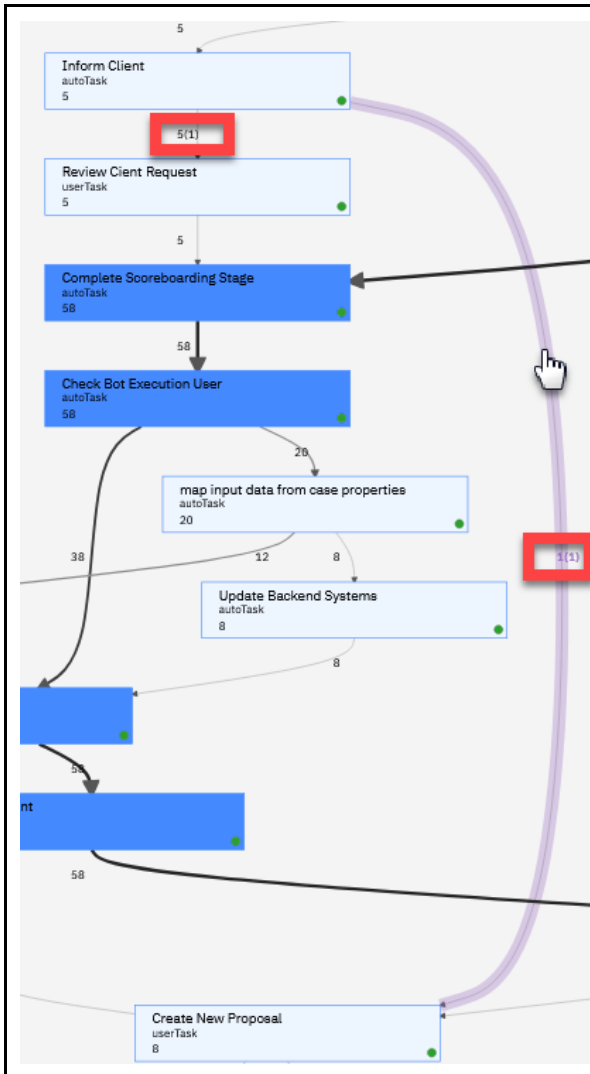 5
Inform Client
autoTask
5
5(1)
Review Cient Request
userTask
5
5
Complete Scoreboarding Stage
autoTask
58
58
Check Bot Execution User
autoTask
58
20
map input data from case properties
autoTask
20
38
12
8
1(1)
Update Backend Systems
autoTask
8
8
58
nt
58
Create New Proposal
userTask
8